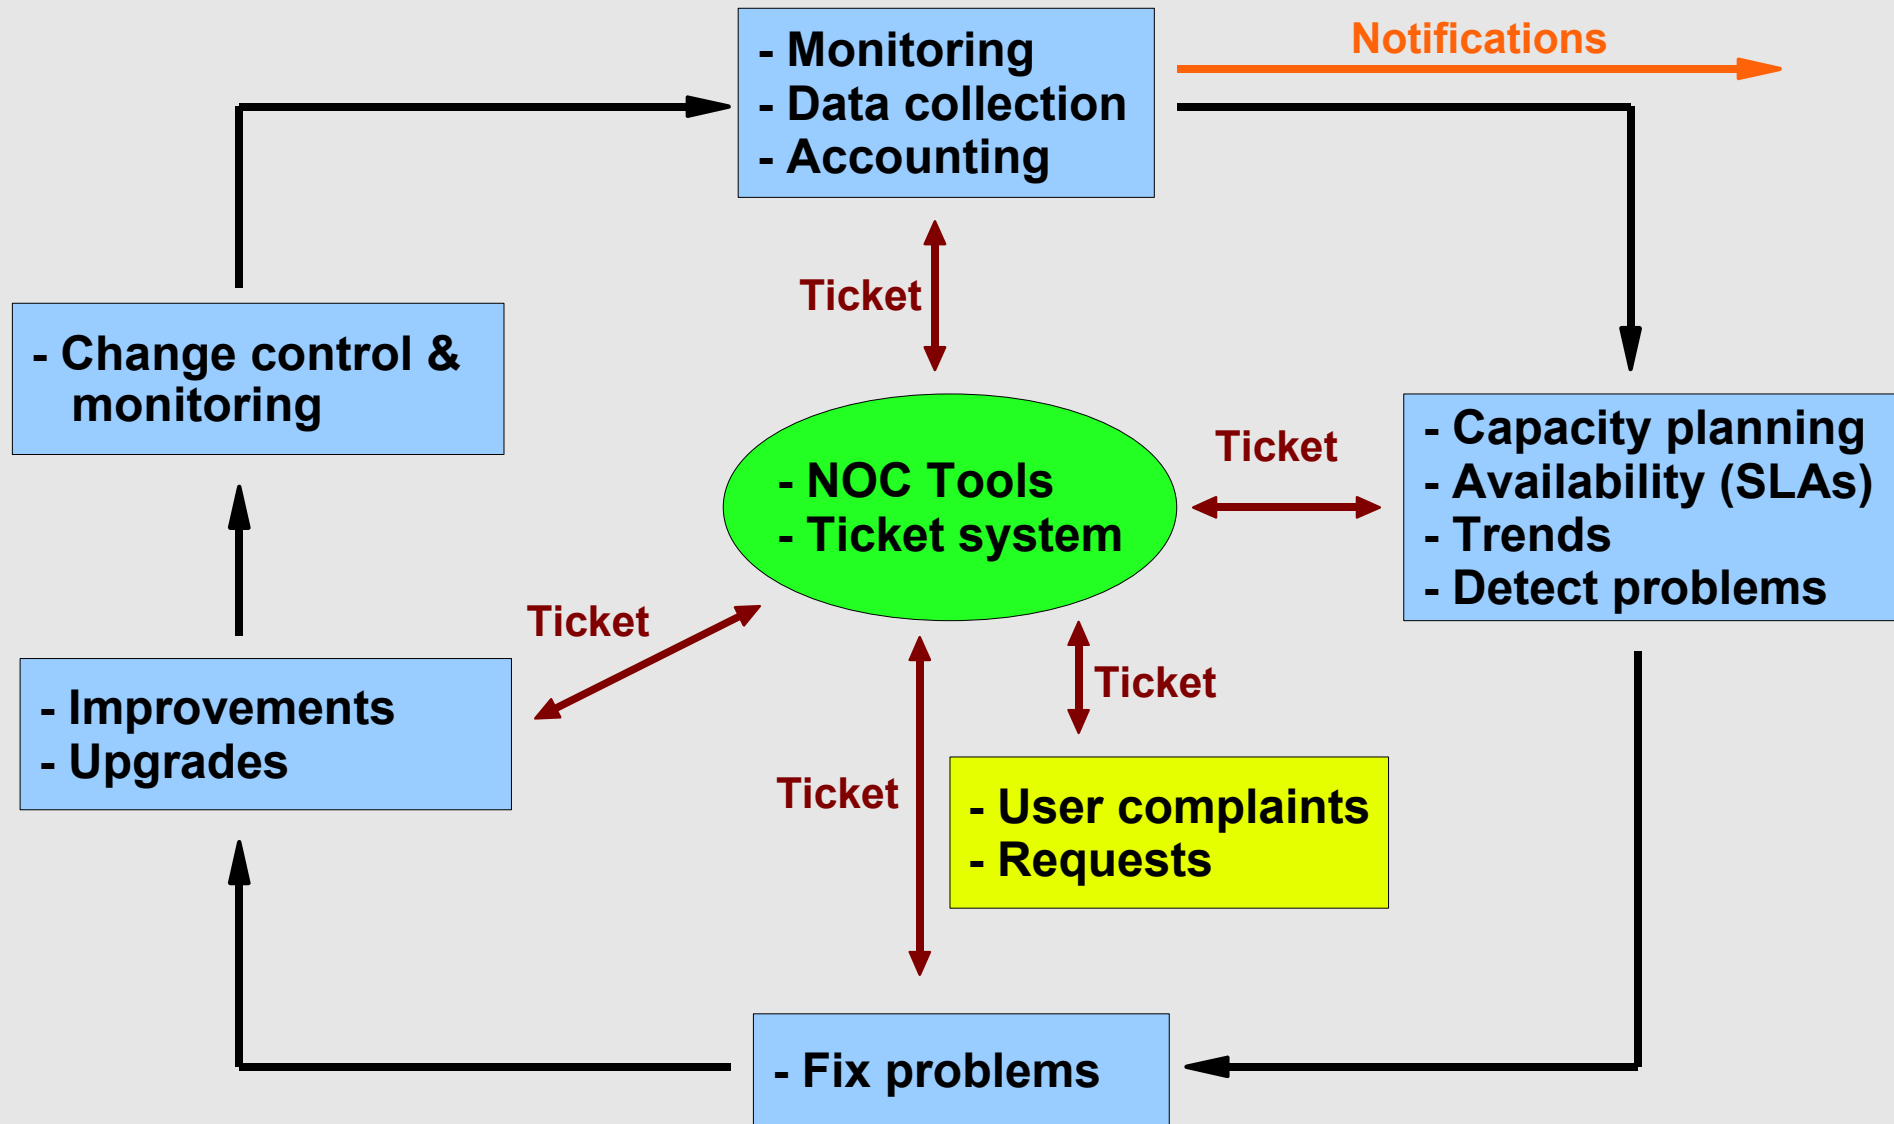 - Monitoring
- Data collection
- Accounting
Notifications
Ticket
- Change control &
monitoring
- NOC Tools
- Ticket system
Ticket
- Capacity planning
- Availability (SLAs)
- Trends
- Detect problems
Ticket
Ticket
- Improvements
- Upgrades
Ticket
- User complaints
- Requests
- Fix problems